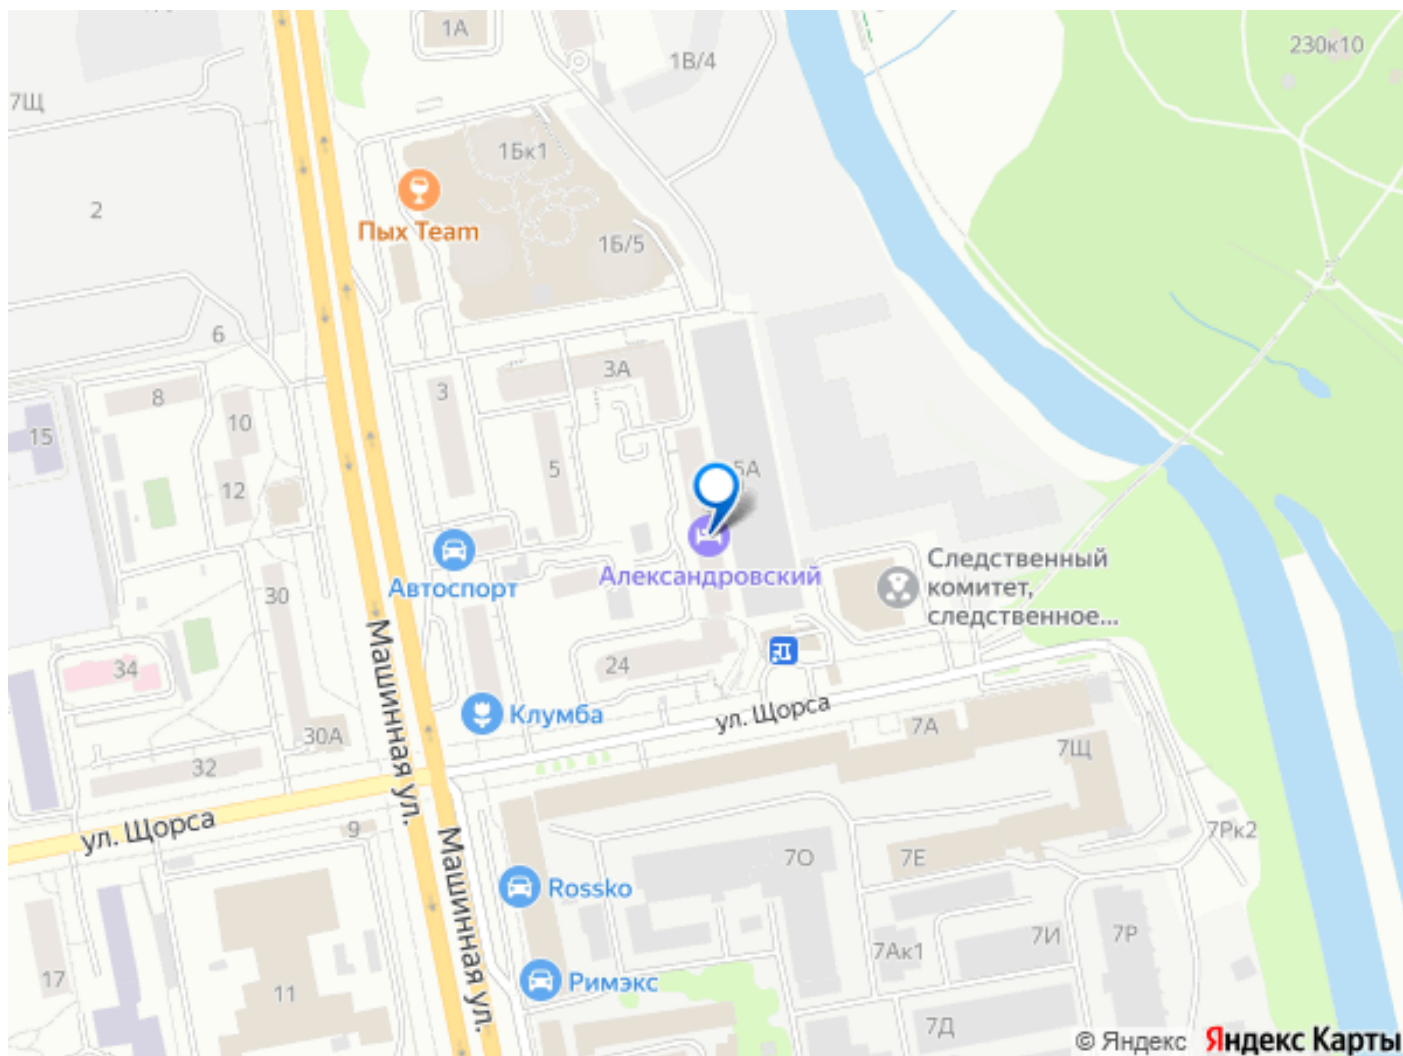 1А
230к10
1В/4
7Щ
1Бк1
2
Пых Team
1Б/5
6
3А
8
3
10
15
5
5А
12
Александровский
Следственный
комитет,
следственное...
Автоспорт
30
34
24
Клумба
ул. Щорса
Машинная ул.
30А
7А
7Щ
32
ул. Щорса
9
7Рк2
7О
7Е
Машинная ул.
Rossko
7И
7Р
7Ак1
17
Римэкс
11
7Д
© Яндекс Яндекс Карты